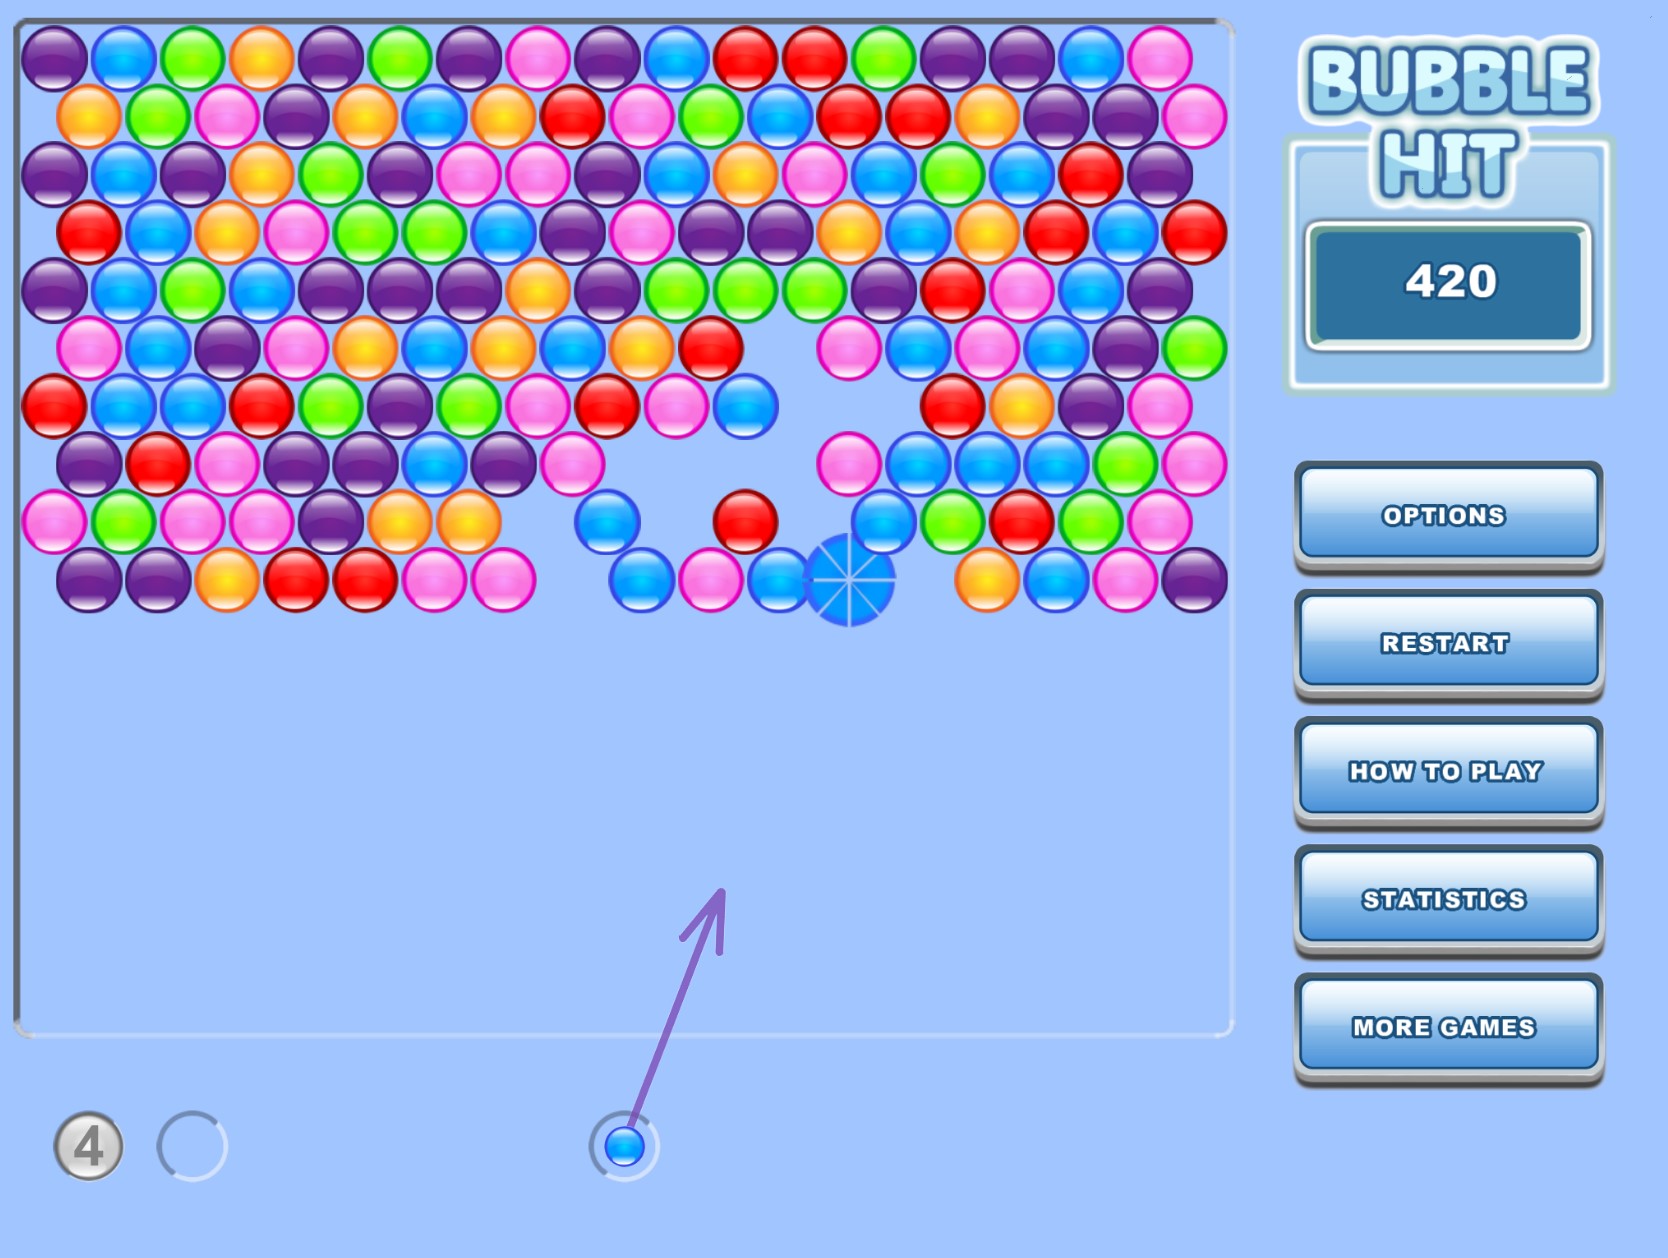 BUBBLE
HIT
420
OPTIONS
RESTART
HOW TO PLAY
STATISTICS
MORE GAMES
4